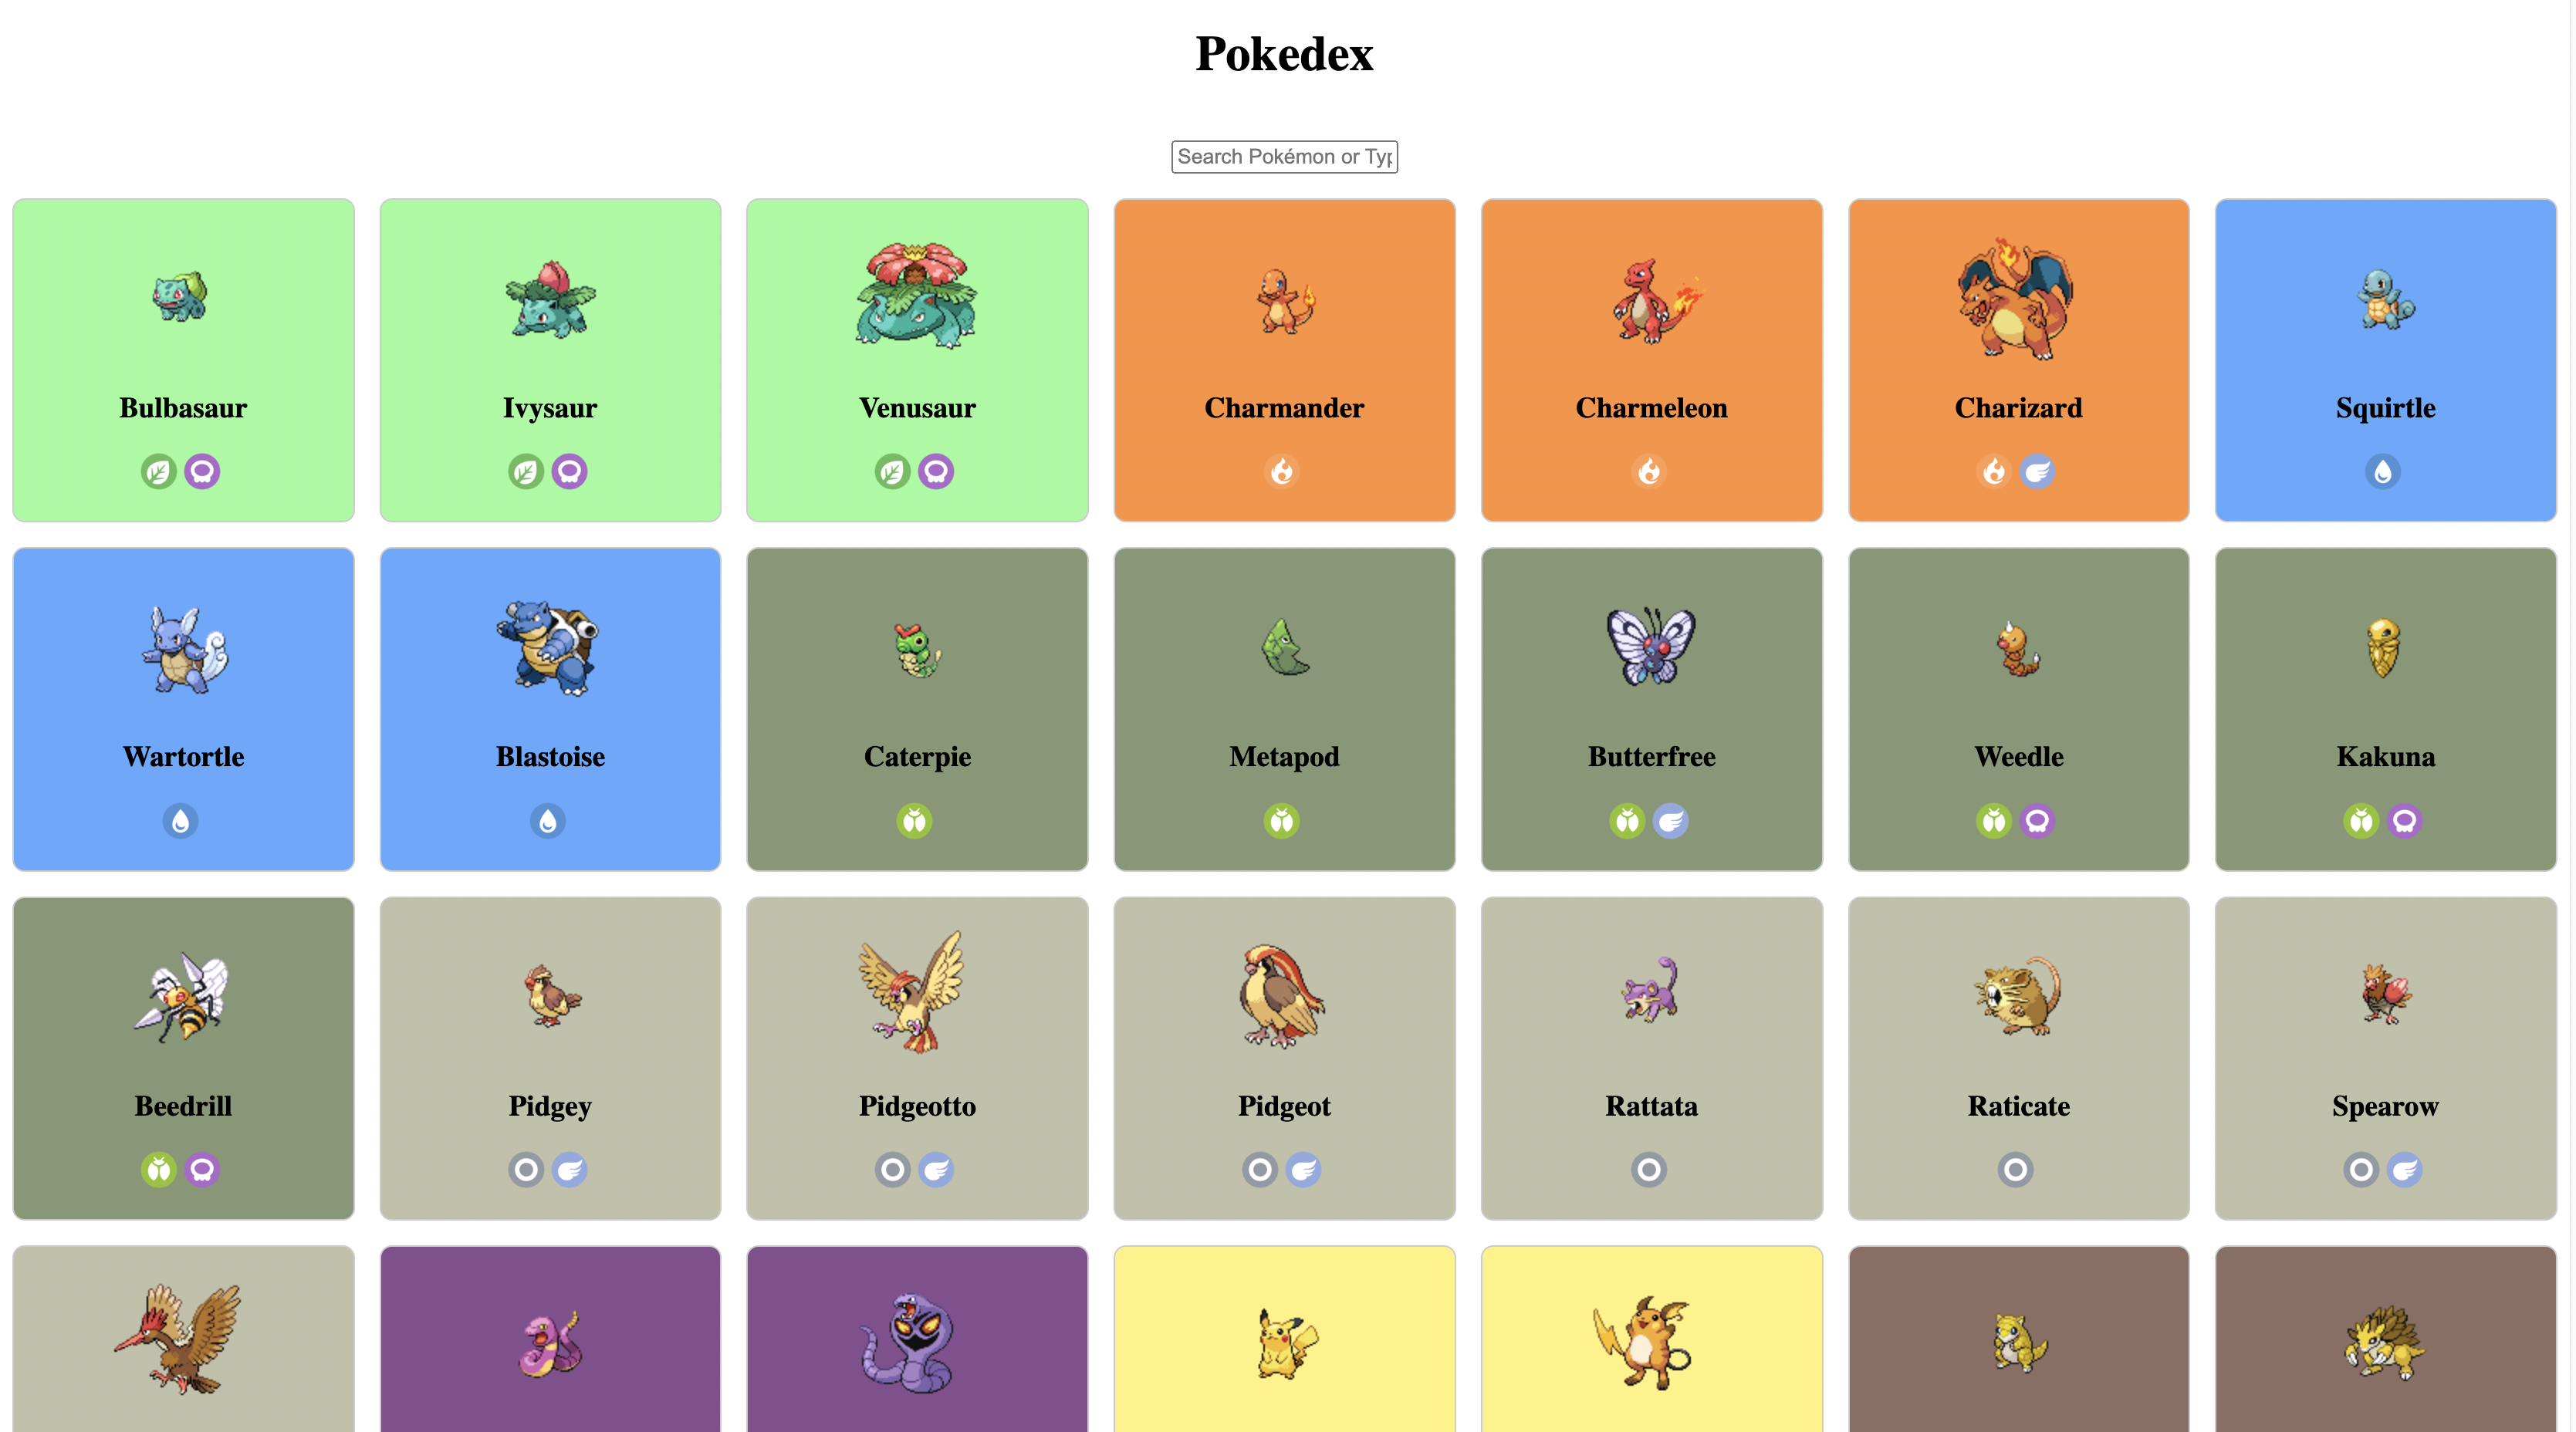 Pokedex
Search Pokémon or Typ
Bulbasaur
Ivysaur
Venusaur
Charmander
Charmeleon
Charizard
Squirtle
Wartortle
Blastoise
Caterpie
Metapod
Butterfree
Weedle
Kakuna
Beedrill
Pidgey
Pidgeotto
Pidgeot
Rattata
Raticate
Spearow